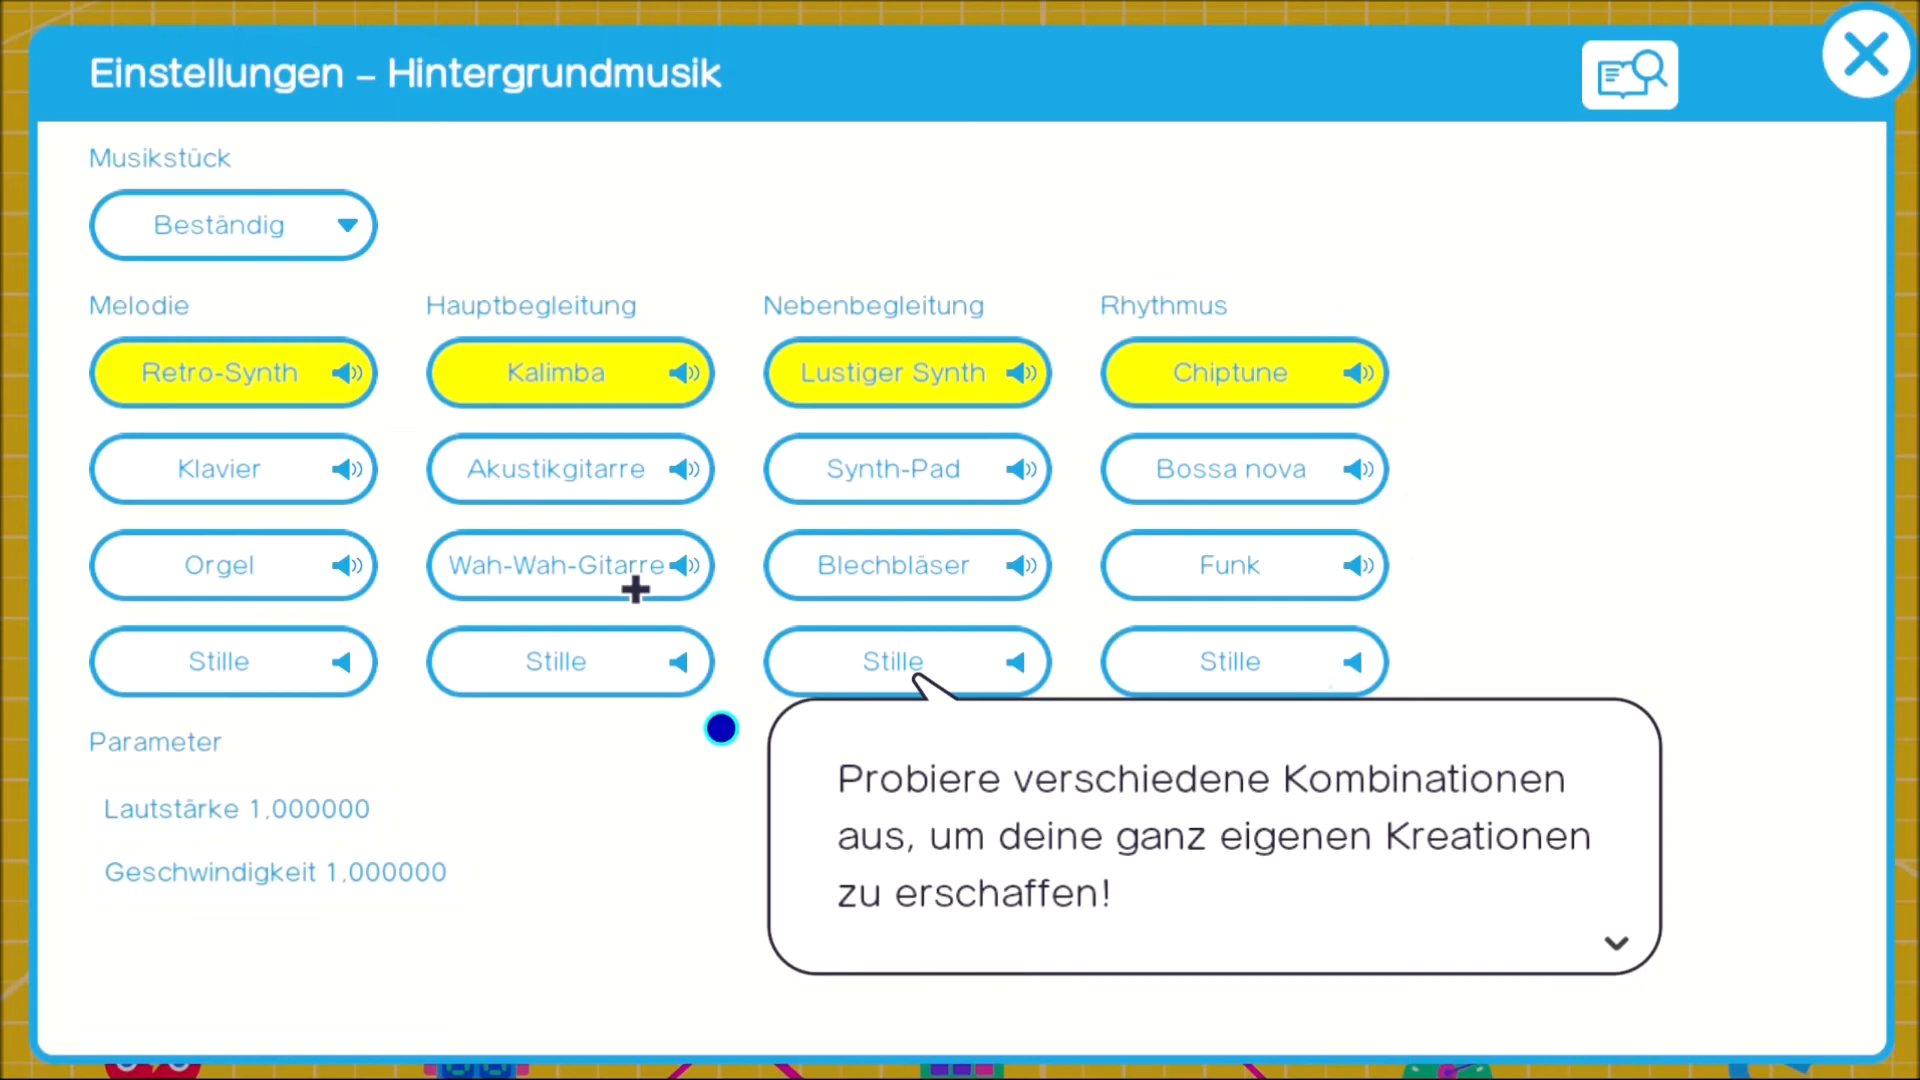 Einstellungen – Hintergrundmusik
Musikstück
Beständig
Melodie Hauptbegleitung Nebenbegleitung Rhythmus
Retro-Synth Kalimba Lustiger Synth Chiptune
Klavier Akustikgitarre Synth-Pad Bossa nova
Orgel Wah-Wah-Gitarre Blechbläser Funk
Stille Stille Stille Stille
Parameter
Lautstärke 1,000000
Geschwindigkeit 1,000000
Probiere verschiedene Kombinationen
aus, um deine ganz eigenen Kreationen
zu erschaffen!